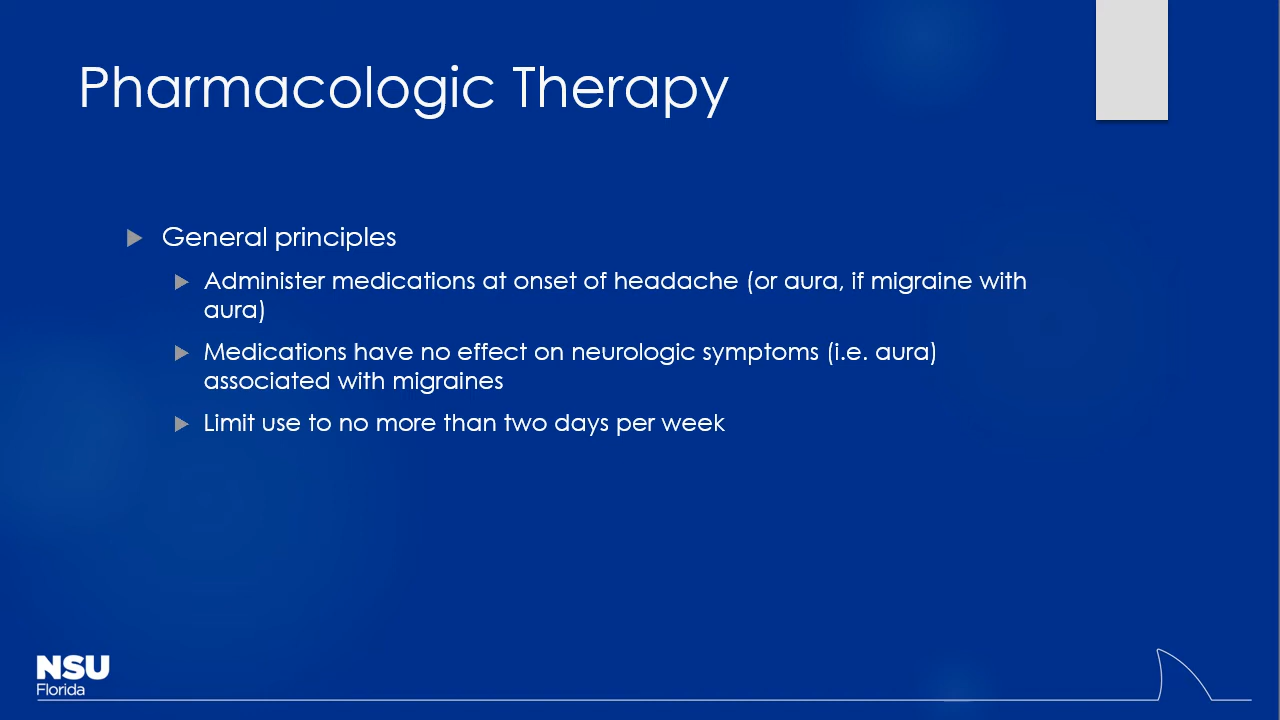 Pharmacologic Therapy
General principles
Administer medications at onset of headache (or aura, if migraine with
aura)
Medications have no effect on neurologic symptoms (i.e. aura)
associated with migraines
Limit use to no more than two days per week
NSU
Florida